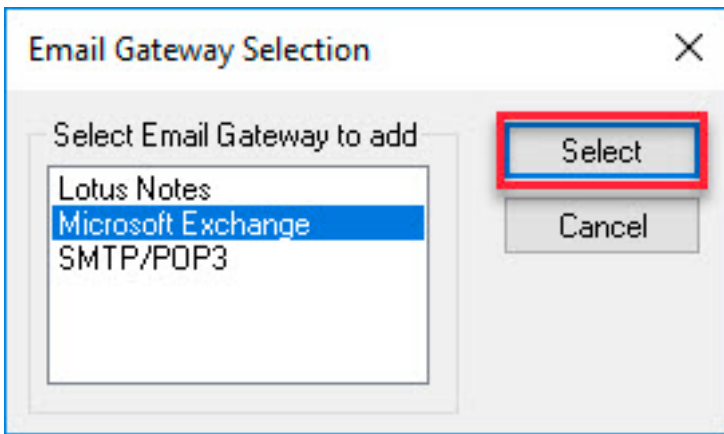 Email Gateway Selection
Select Email Gateway to add
Lotus Notes
Microsoft Exchange
SMTP/POP3
Select
Cancel